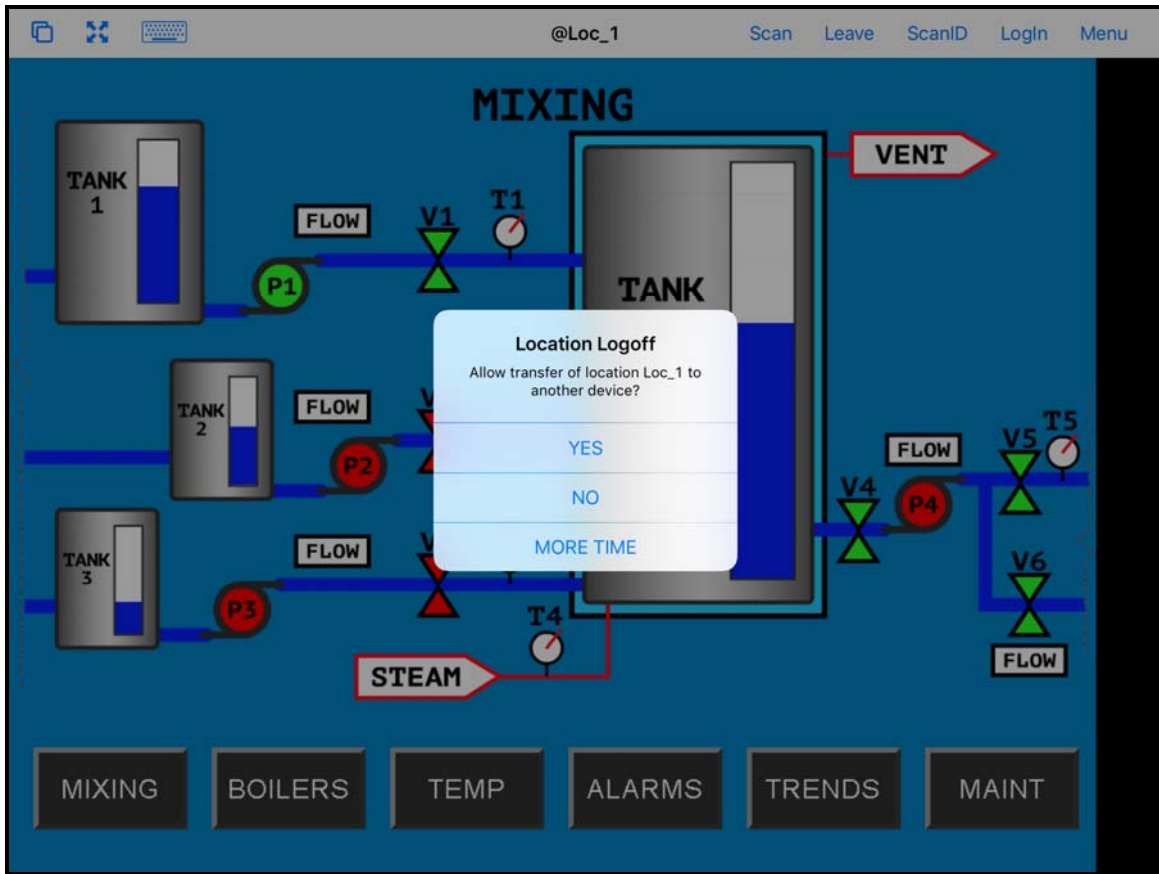 @Loc_1 Scan Leave ScanID LogIn Menu
MIXING
VENT
TANK
1
FLOW
V1
T1
P1
TANK
Location Logoff
Allow transfer of location Loc_1 to
another device?
YES
NO
MORE TIME
TANK
2
FLOW
V
P2
T5
V5
FLOW
V4
P4
TANK
3
FLOW
V
P3
V6
T4
FLOW
STEAM
MIXING BOILERS TEMP ALARMS TRENDS MAINT